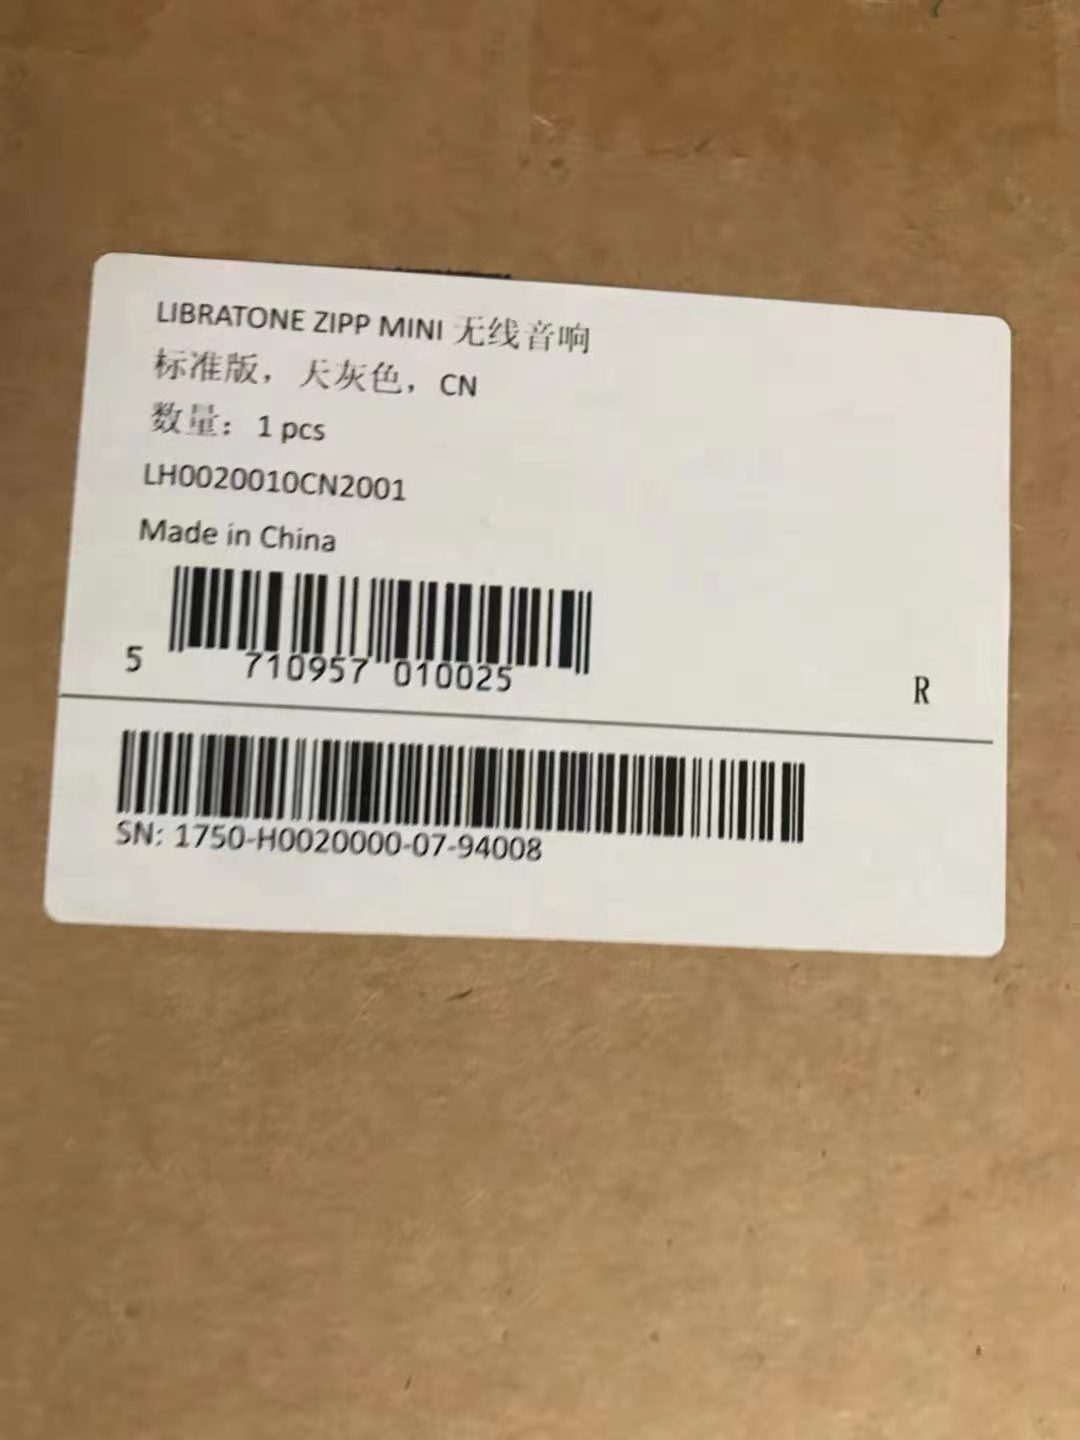 LIBRATONE ZIPP MINI 无线音响
标准版，天灰色，CN
数量：1 pcs
LH0020010CN2001
Made in China
5 710957 010025
R
SN: 1750-H0020000-07-94008